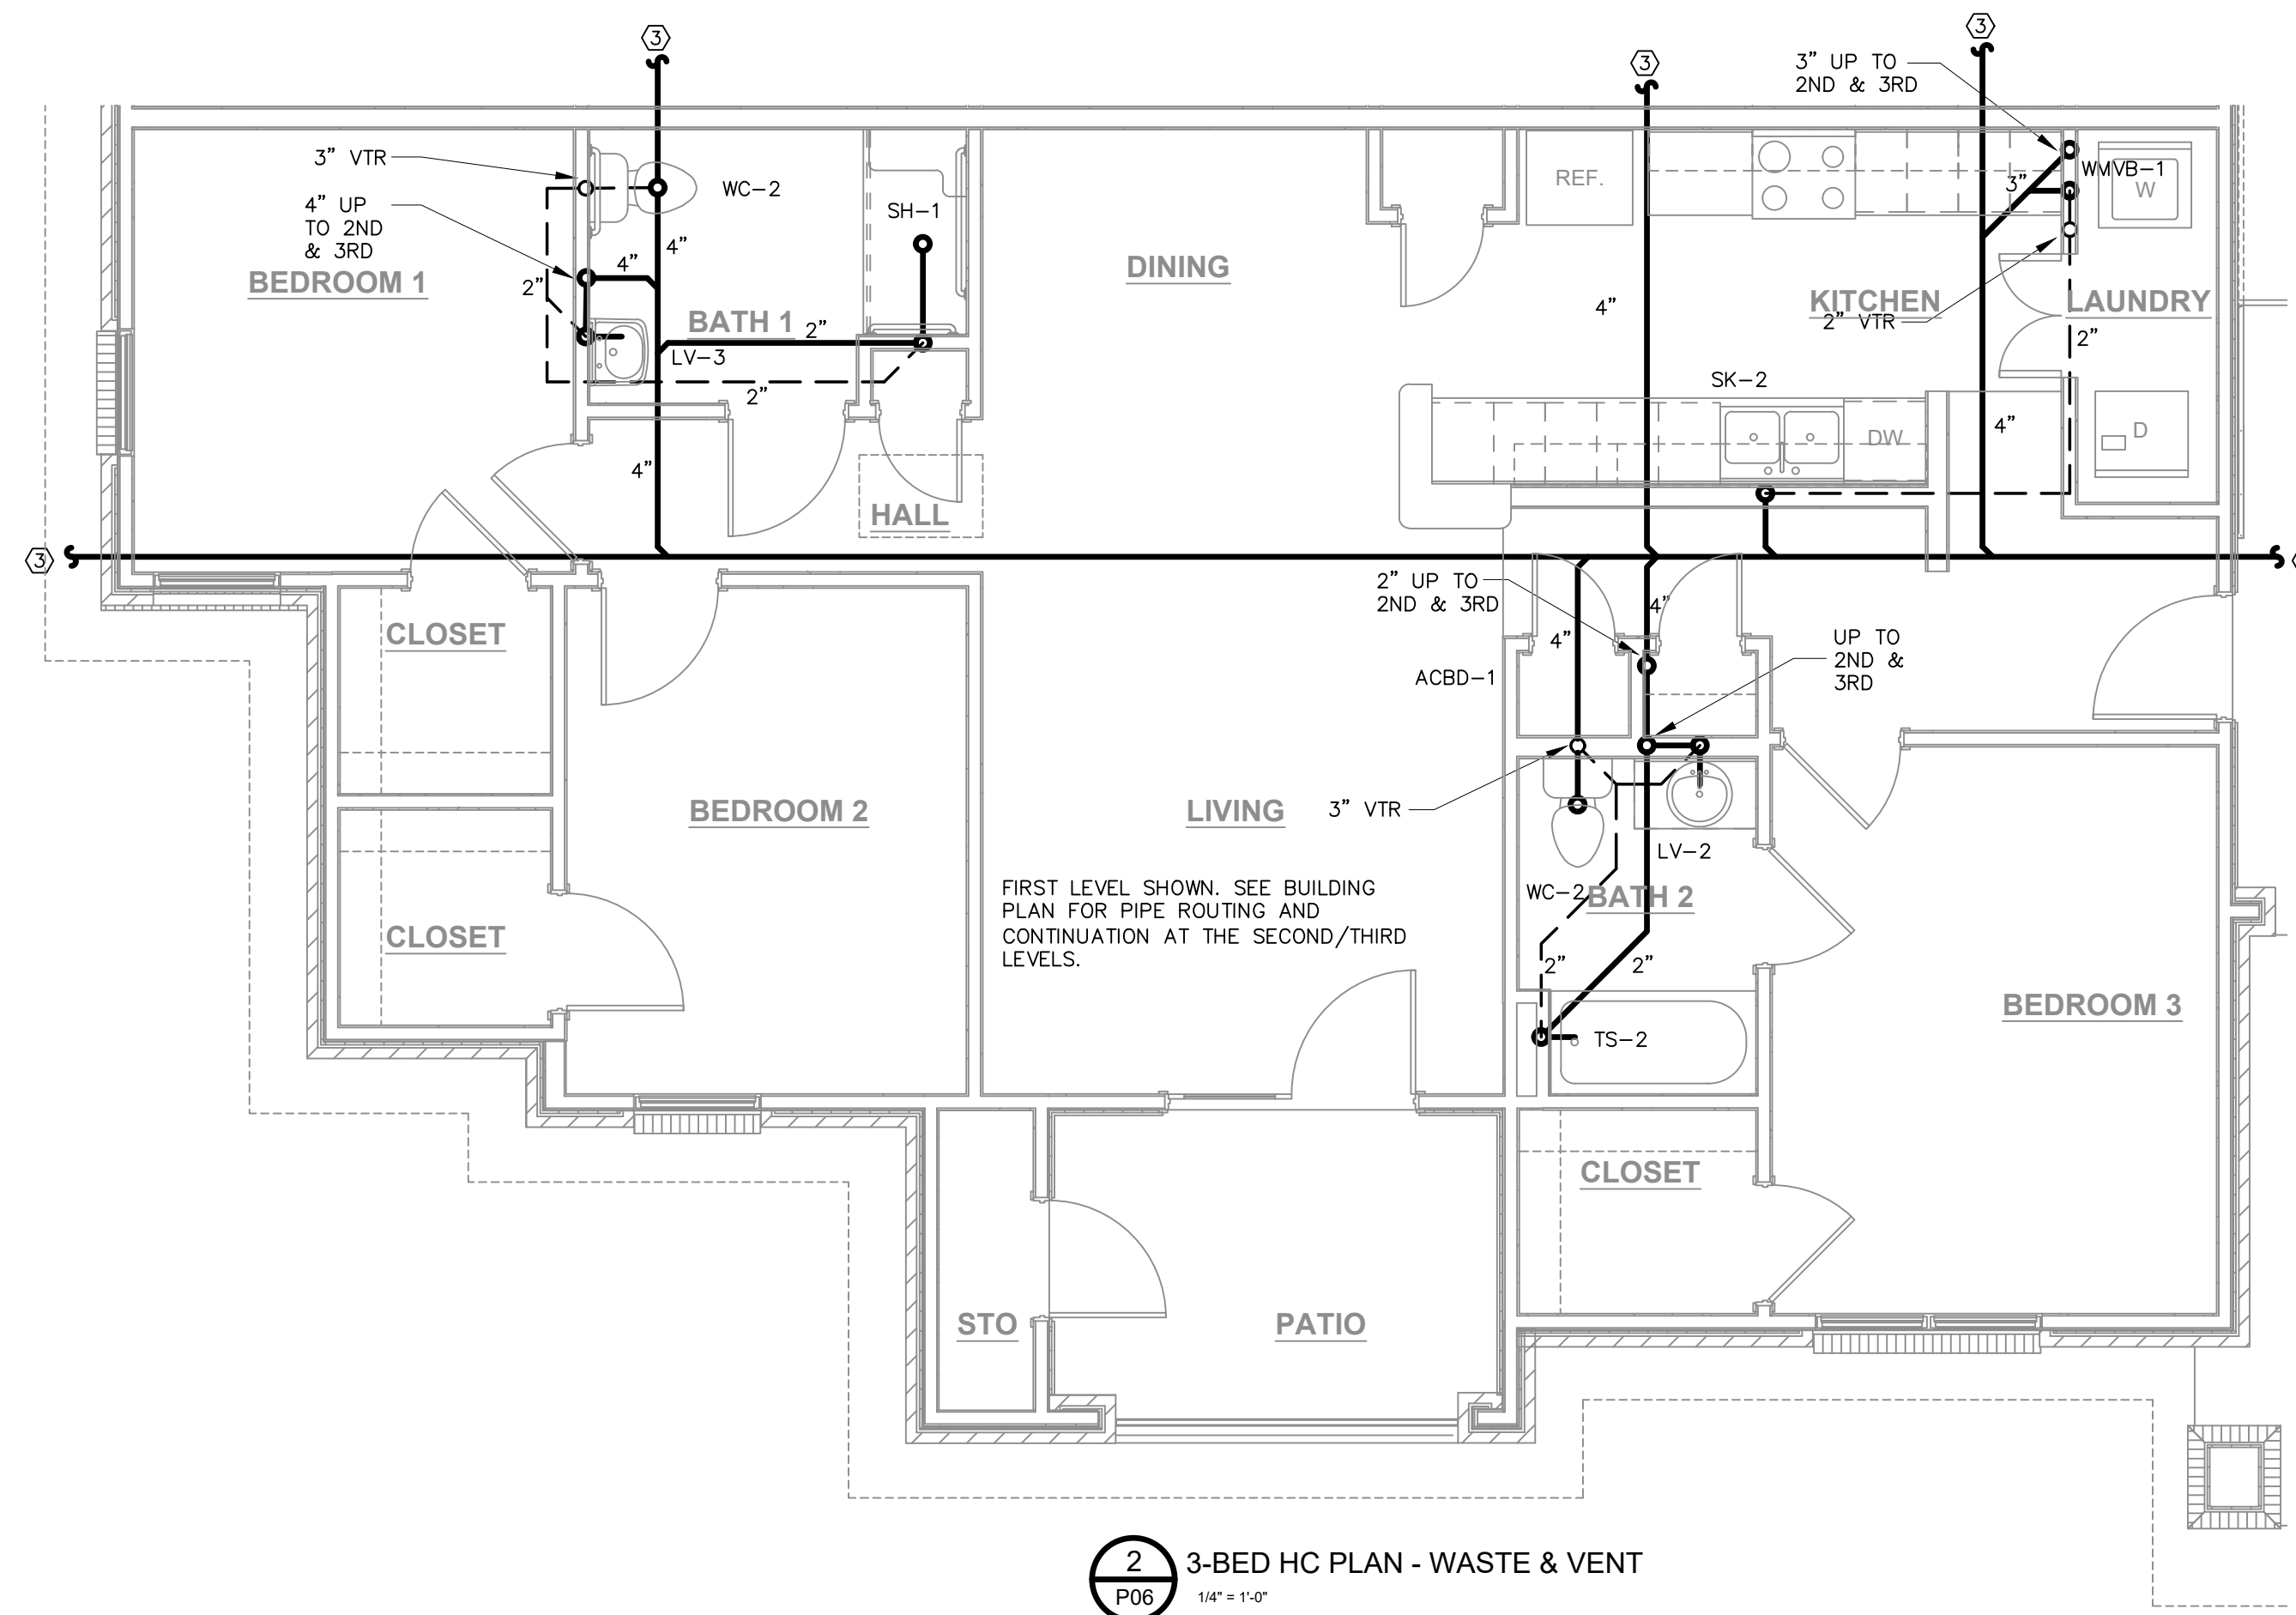 3
3
3
3" UP TO
2ND & 3RD
3" VTR
WC-2
WMVB-1
REF.
3"
W
4" UP
TO 2ND
& 3RD
SH-1
4"
4"
DINING
BEDROOM 1
2"
4"
KITCHEN
LAUNDRY
BATH 1
2"
2" VTR
2"
LV-3
SK-2
2"
4"
D
DW
4"
HALL
3
2" UP TO
2ND & 3RD
4"
4"
UP TO
2ND &
3RD
CLOSET
ACBD-1
BEDROOM 2
LIVING
3" VTR
LV-2
FIRST LEVEL SHOWN. SEE BUILDING
PLAN FOR PIPE ROUTING AND
CONTINUATION AT THE SECOND/THIRD
LEVELS.
WC-2
BATH 2
CLOSET
2"
2"
BEDROOM 3
TS-2
CLOSET
STO
PATIO
2
P06
3-BED HC PLAN - WASTE & VENT
1/4" = 1'-0"